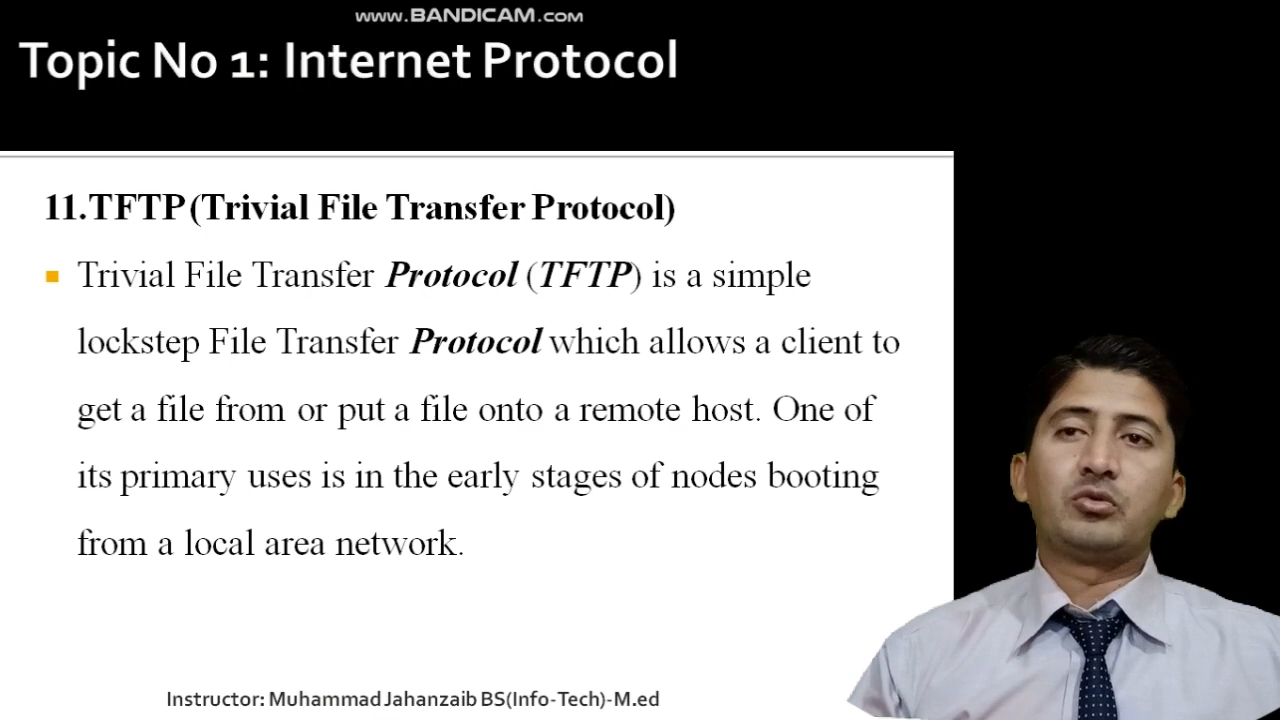 www.BANDICAM.com
Topic No 1: Internet Protocol
11.TFTP (Trivial File Transfer Protocol)
Trivial File Transfer Protocol (TFTP) is a simple
lockstep File Transfer Protocol which allows a client to
get a file from or put a file onto a remote host. One of
its primary uses is in the early stages of nodes booting
from a local area network.
Instructor: Muhammad Jahanzaib BS(Info-Tech)-M.ed